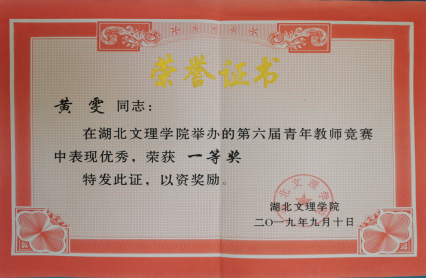 荣誉证书
黄雯 同志：
在湖北文理学院举办的第六届青年教师竞赛
中表现优秀，荣获 一等奖
特发此证，以资奖励。
湖北文理学院
二〇一九年九月十日